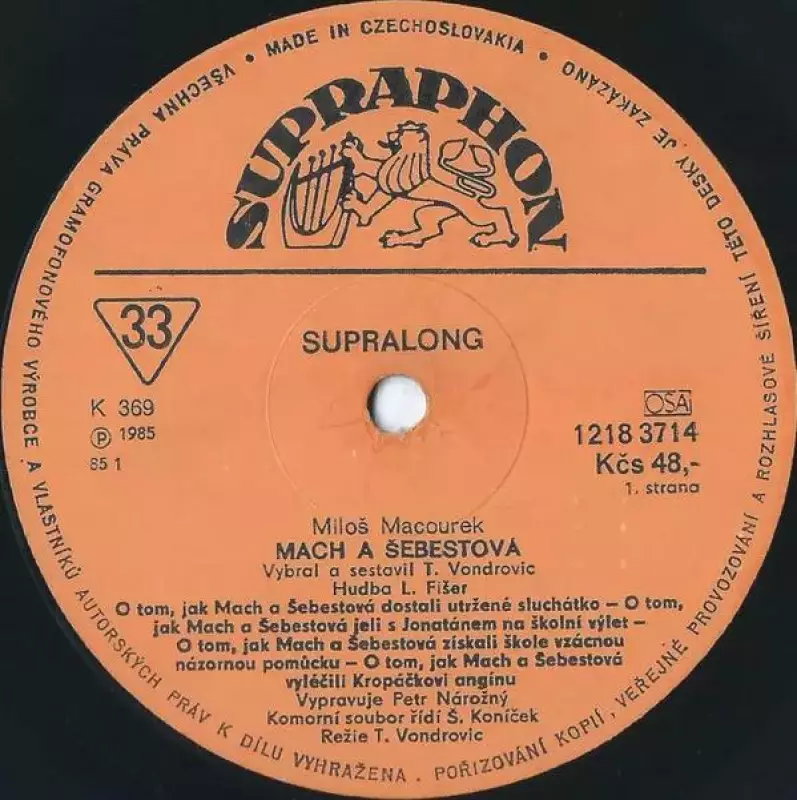 VŠECHNA PRÁVA GRAMOFONOVÉHO VÝROBCE A VLASTNÍKŮ AUTORSKÝCH PRÁV K DÍLU VYHRAŽENA. POŘIZOVÁNÍ KOPIÍ, VEŘEJNÉ PROVOZOVÁNÍ A ROZHLASOVÉ ŠÍŘENÍ TÉTO DESKY JE ZAKÁZÁNO • MADE IN CZECHOSLOVAKIA •
SUPRAPHON
33
SUPRALONG
K 369
Ⓟ 1985
85 1
OSA
1218 3714
Kčs 48,-
1. strana
Miloš Macourek
MACH A ŠEBESTOVÁ
Vybral a sestavil T. Vondrovic
Hudba L. Fišer
O tom, jak Mach a Šebestová dostali utržené sluchátko – O tom,
jak Mach a Šebestová jeli s Jonatánem na školní výlet –
O tom, jak Mach a Šebestová získali škole vzácnou
názornou pomůcku – O tom, jak Mach a Šebestová
vyléčili Kropáčkovi angínu
Vypravuje Petr Nárožný
Komorní soubor řídí Š. Koníček
Režie T. Vondrovic